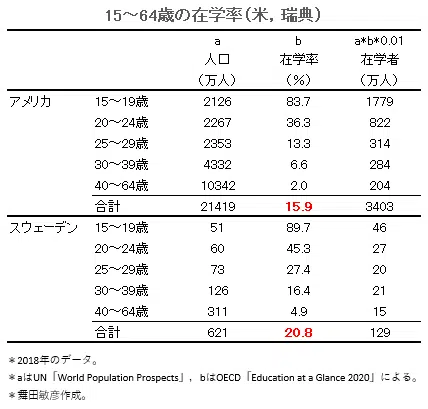 15～64歳の在学率(米，瑞典)
a b a*b*0.01
人口 在学率 在学者
（万人） （%） （万人）
アメリカ 15～19歳 2126 83.7 1779
20～24歳 2267 36.3 822
25～29歳 2353 13.3 314
30～39歳 4332 6.6 284
40～64歳 10342 2.0 204
合計 21419 15.9 3403
スウェーデン 15～19歳 51 89.7 46
20～24歳 60 45.3 27
25～29歳 73 27.4 20
30～39歳 126 16.4 21
40～64歳 311 4.9 15
合計 621 20.8 129
＊2018年のデータ。
＊aはUN「World Population Prospects」，bはOECD「Education at a Glance 2020」による。
＊舞田敏彦作成。